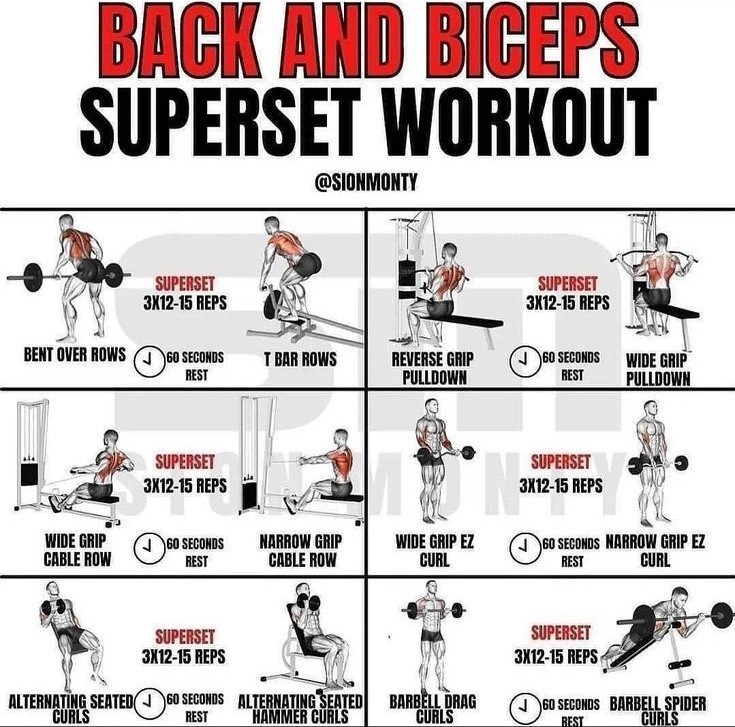 BACK AND BICEPS
SUPERSET WORKOUT
@SIONMONTY
SUPERSET
3X12-15 REPS
BENT OVER ROWS
60 SECONDS
REST
T BAR ROWS
SUPERSET
3X12-15 REPS
REVERSE GRIP
PULLDOWN
60 SECONDS
REST
WIDE GRIP
PULLDOWN
SUPERSET
3X12-15 REPS
WIDE GRIP
CABLE ROW
60 SECONDS
REST
NARROW GRIP
CABLE ROW
SUPERSET
3X12-15 REPS
WIDE GRIP EZ
CURL
60 SECONDS
REST
NARROW GRIP EZ
CURL
SUPERSET
3X12-15 REPS
ALTERNATING SEATED
CURLS
60 SECONDS
REST
ALTERNATING SEATED
HAMMER CURLS
SUPERSET
3X12-15 REPS
BARBELL DRAG
CURLS
60 SECONDS
REST
BARBELL SPIDER
CURLS
SM
SION MONTY